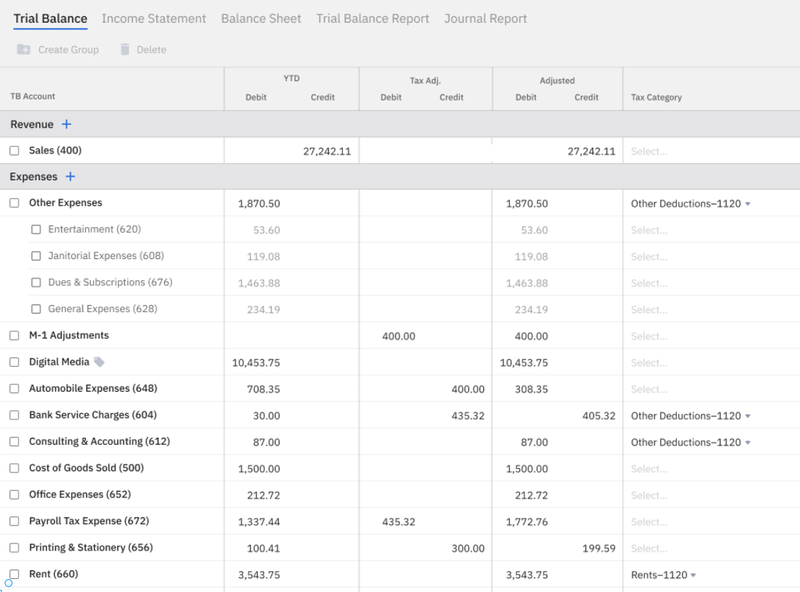 Trial Balance Income Statement Balance Sheet Trial Balance Report Journal Report
Create Group Delete
YTD Tax Adj. Adjusted
TB Account Debit Credit Debit Credit Debit Credit Tax Category
Revenue +
Sales (400) 27,242.11 27,242.11 Select...
Expenses +
Other Expenses 1,870.50 1,870.50 Other Deductions–1120
Entertainment (620) 53.60 53.60 Select...
Janitorial Expenses (608) 119.08 119.08 Select...
Dues & Subscriptions (676) 1,463.88 1,463.88 Select...
General Expenses (628) 234.19 234.19 Select...
M-1 Adjustments 400.00 400.00 Select...
Digital Media 10,453.75 10,453.75 Select...
Automobile Expenses (648) 708.35 400.00 308.35 Select...
Bank Service Charges (604) 30.00 435.32 405.32 Other Deductions–1120
Consulting & Accounting (612) 87.00 87.00 Other Deductions–1120
Cost of Goods Sold (500) 1,500.00 1,500.00 Select...
Office Expenses (652) 212.72 212.72 Select...
Payroll Tax Expense (672) 1,337.44 435.32 1,772.76 Select...
Printing & Stationery (656) 100.41 300.00 199.59 Select...
Rent (660) 3,543.75 3,543.75 Rents–1120